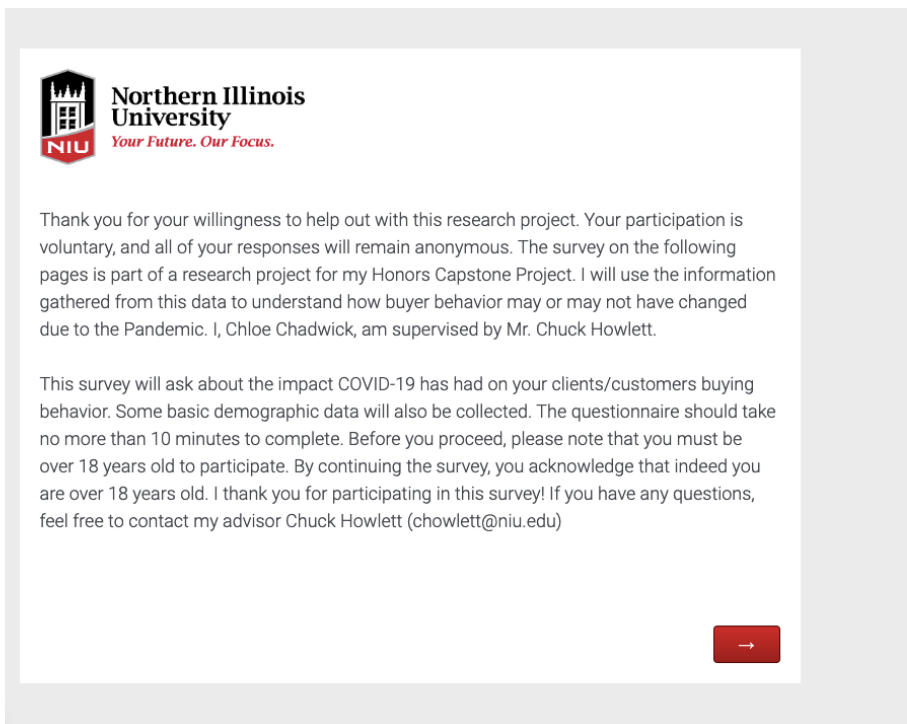 Northern Illinois
University
Your Future. Our Focus.
NIU
Thank you for your willingness to help out with this research project. Your participation is
voluntary, and all of your responses will remain anonymous. The survey on the following
pages is part of a research project for my Honors Capstone Project. I will use the information
gathered from this data to understand how buyer behavior may or may not have changed
due to the Pandemic. I, Chloe Chadwick, am supervised by Mr. Chuck Howlett.
This survey will ask about the impact COVID-19 has had on your clients/customers buying
behavior. Some basic demographic data will also be collected. The questionnaire should take
no more than 10 minutes to complete. Before you proceed, please note that you must be
over 18 years old to participate. By continuing the survey, you acknowledge that indeed you
are over 18 years old. I thank you for participating in this survey! If you have any questions,
feel free to contact my advisor Chuck Howlett (chowlett@niu.edu)
→